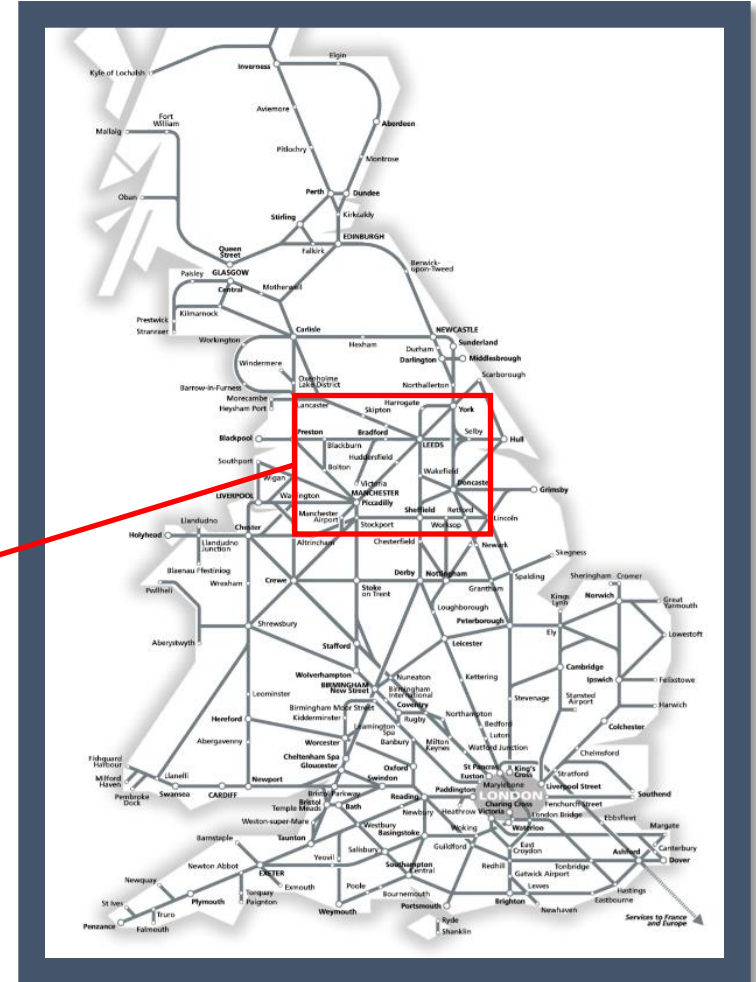 Elgin
Inverness
Kyle of Lochalsh
Aviemore
Fort
William
Mallaig
Aberdeen
Pitlochry
Montrose
Oban
Perth
Dundee
Stirling
Kirkcaldy
EDINBURGH
Queen
Street
Falkirk
Berwick-
upon-Tweed
Paisley
GLASGOW
Central
Motherwell
Prestwick
Kilmarnock
Stranraer
Carlisle
NEWCASTLE
Workington
Hexham
Sunderland
Durham
Darlington
Middlesbrough
Windermere
Scarborough
Oxenholme
Lake District
Barrow-in-Furness
Northallerton
Morecambe
Lancaster
Harrogate
Heysham Port
Skipton
York
Blackpool
Preston
Bradford
Selby
Blackburn
LEEDS
Hull
Southport
Huddersfield
Bolton
Wakefield
Wigan
Victoria
Doncaster
LIVERPOOL
Warrington
MANCHESTER
Piccadilly
Grimsby
Manchester
Airport
Sheffield
Retford
Lincoln
Llandudno
Chester
Stockport
Worksop
Holyhead
Llandudno
Junction
Altrincham
Chesterfield
Newark
Skegness
Blaenau Ffestiniog
Pwllheli
Wrexham
Crewe
Stoke
on Trent
Derby
Nottingham
Grantham
Spalding
Sheringham
Cromer
Kings
Lynn
Norwich
Great
Yarmouth
Loughborough
Shrewsbury
Peterborough
Ely
Lowestoft
Aberystwyth
Stafford
Leicester
Wolverhampton
Nuneaton
Kettering
Cambridge
BIRMINGHAM
New Street
Birmingham
International
Ipswich
Felixstowe
Leominster
Coventry
Stevenage
Stansted
Airport
Birmingham Moor Street
Kidderminster
Rugby
Northampton
Harwich
Hereford
Leamington
Spa
Bedford
Colchester
Abergavenny
Worcester
Banbury
Milton
Keynes
Luton
Watford Junction
Chelmsford
Fishguard
Harbour
Cheltenham Spa
Gloucester
Oxford
St Pancras
Euston
King's
Cross
Stratford
Milford
Haven
Llanelli
Newport
Swindon
Marylebone
Liverpool Street
Pembroke
Dock
Swansea
CARDIFF
Bristol Parkway
Reading
Paddington
LONDON
Southend
Bristol
Temple Meads
Bath
Newbury
Heathrow
Victoria
Charing Cross
Fenchurch Street
London Bridge
Ebbsfleet
Weston-super-Mare
Westbury
Basingstoke
Woking
Waterloo
Margate
Barnstaple
Taunton
Salisbury
Guildford
East
Croydon
Canterbury
Newton Abbot
Yeovil
Southampton
Central
Redhill
Tonbridge
Ashford
Dover
EXETER
Gatwick Airport
Newquay
Exmouth
Poole
Lewes
Hastings
Torquay
Paignton
Bournemouth
Eastbourne
St Ives
Plymouth
Weymouth
Portsmouth
Brighton
Newhaven
Truro
Penzance
Falmouth
Ryde
Shanklin
Services to France
and Europe